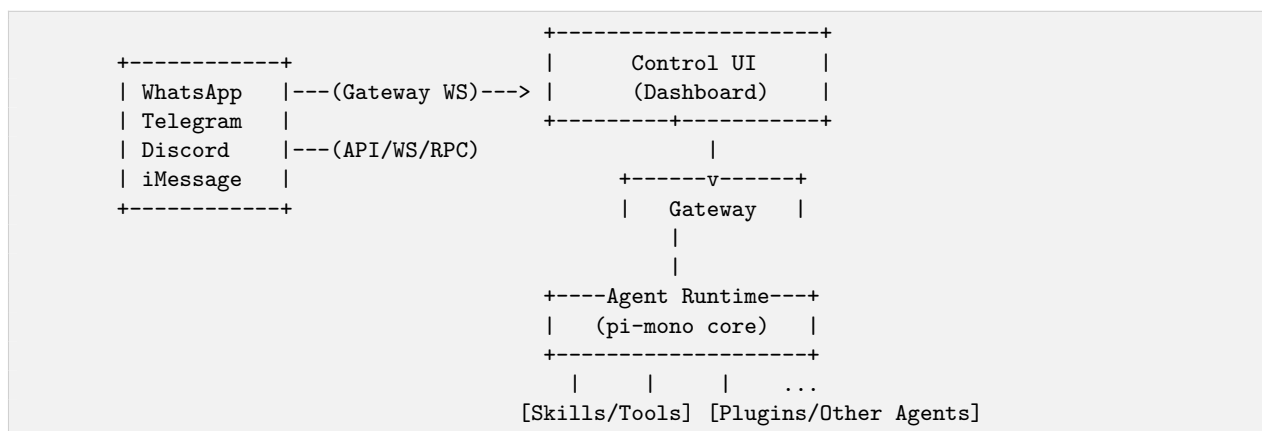 +---------------------+
+------------+                     |      Control UI     |
| WhatsApp   |---(Gateway WS)---> |      (Dashboard)    |
| Telegram   |                     +---------+-----------+
| Discord    |---(API/WS/RPC)                   |
| iMessage   |                           +------v------+
+------------+                           |   Gateway   |
                                             |
                                             |
                                   +----Agent Runtime---+
                                   |   (pi-mono core)   |
                                   +--------------------+
                                     |     |     |    ...
                                 [Skills/Tools] [Plugins/Other Agents]